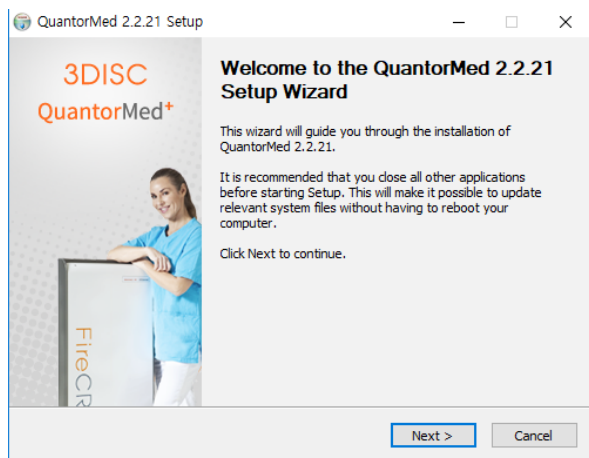 QuantorMed 2.2.21 Setup
3DISC
QuantorMed+
FireCR
Welcome to the QuantorMed 2.2.21
Setup Wizard
This wizard will guide you through the installation of
QuantorMed 2.2.21.
It is recommended that you close all other applications
before starting Setup. This will make it possible to update
relevant system files without having to reboot your
computer.
Click Next to continue.
Next >
Cancel